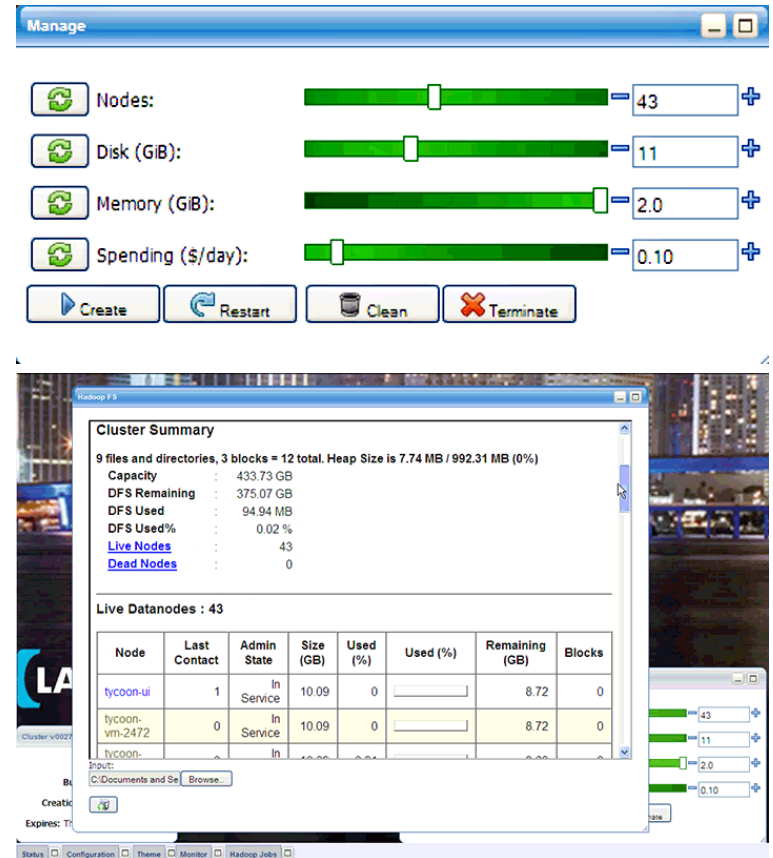 Manage
Nodes: 43
Disk (GiB): 11
Memory (GiB): 2.0
Spending ($/day): 0.10
Create Restart Clean Terminate
Hadoop FS
Cluster Summary
9 files and directories, 3 blocks = 12 total. Heap Size is 7.74 MB / 992.31 MB (0%)
Capacity : 433.73 GB
DFS Remaining : 375.07 GB
DFS Used : 94.94 MB
DFS Used% : 0.02 %
Live Nodes : 43
Dead Nodes : 0
Live Datanodes : 43
Node Last Contact Admin State Size (GB) Used (%) Used (%) Remaining (GB) Blocks
tycoon-ui 1 In Service 10.09 0 8.72 0
tycoon-vm-2472 0 In Service 10.09 0 8.72 0
tycoon- In
Input:
C:\Documents and Se Browse...
LA
43
11
2.0
0.10
Cluster v0027
Bu
Creatic
Expires: Th
Status Configuration Theme Monitor Hadoop Jobs